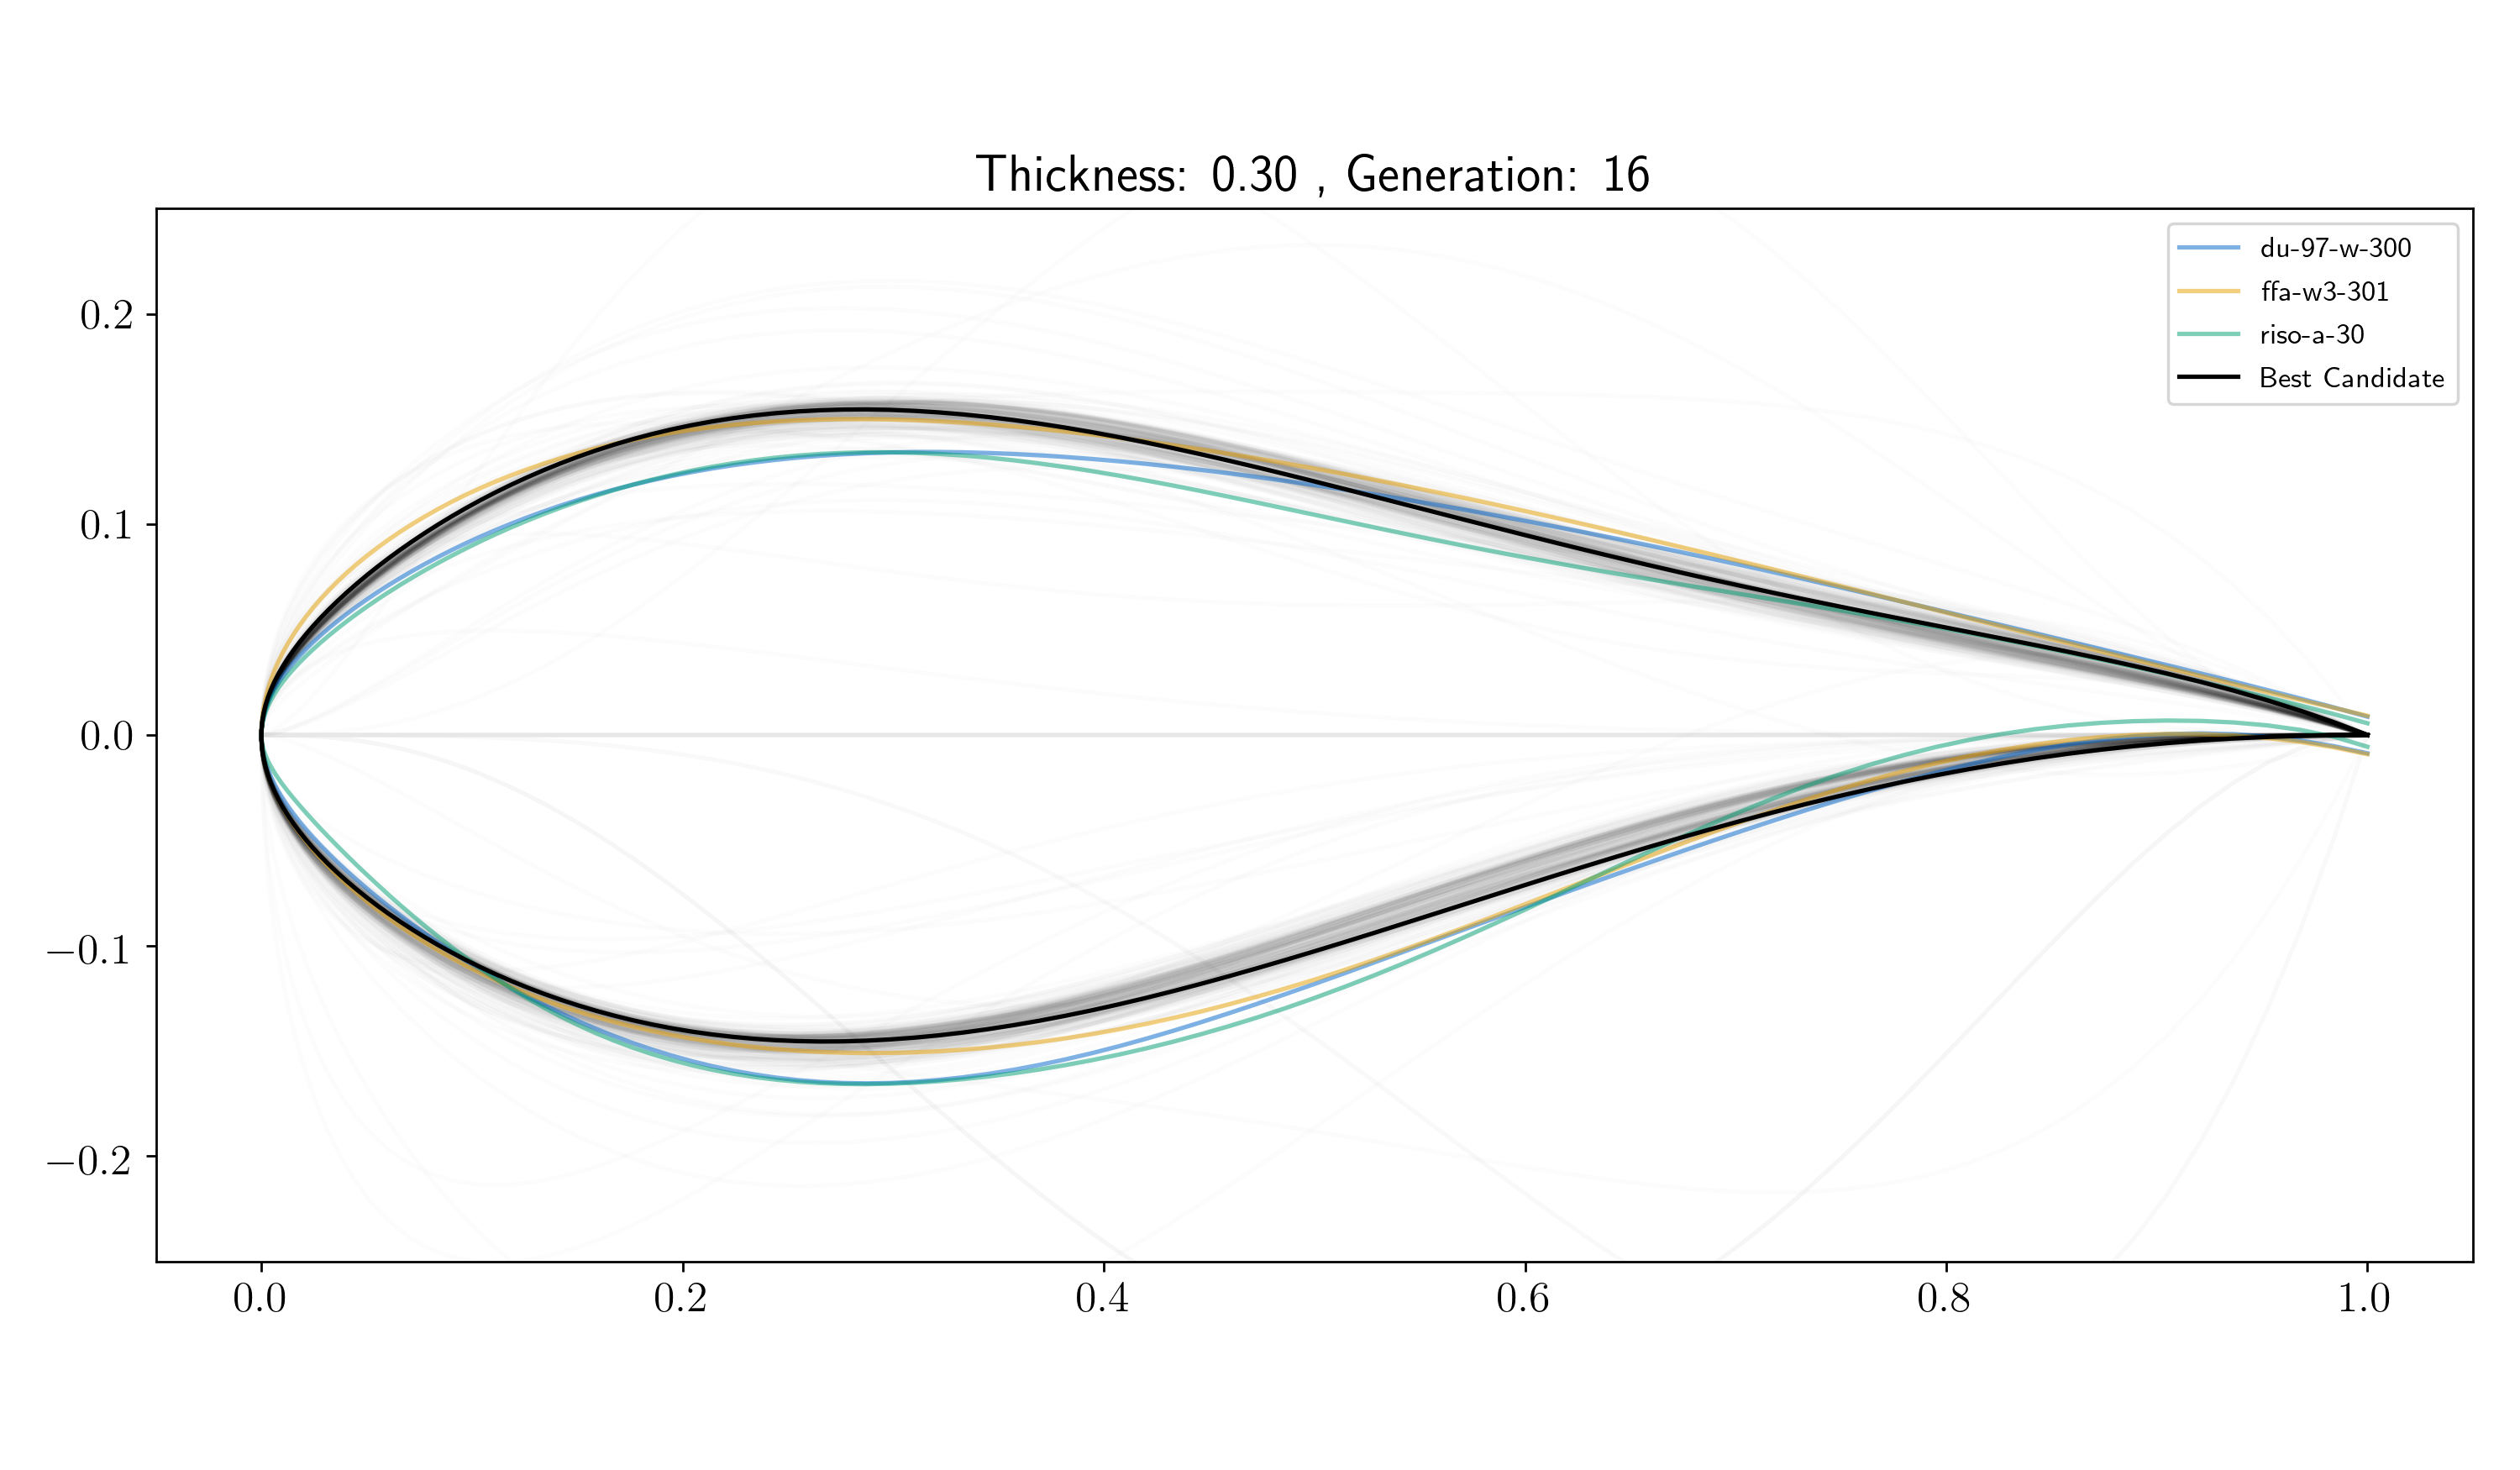 Thickness: 0.30 , Generation: 16
du-97-w-300
ffa-w3-301
riso-a-30
Best Candidate
0.2
0.1
0.0
−0.1
−0.2
0.0 0.2 0.4 0.6 0.8 1.0